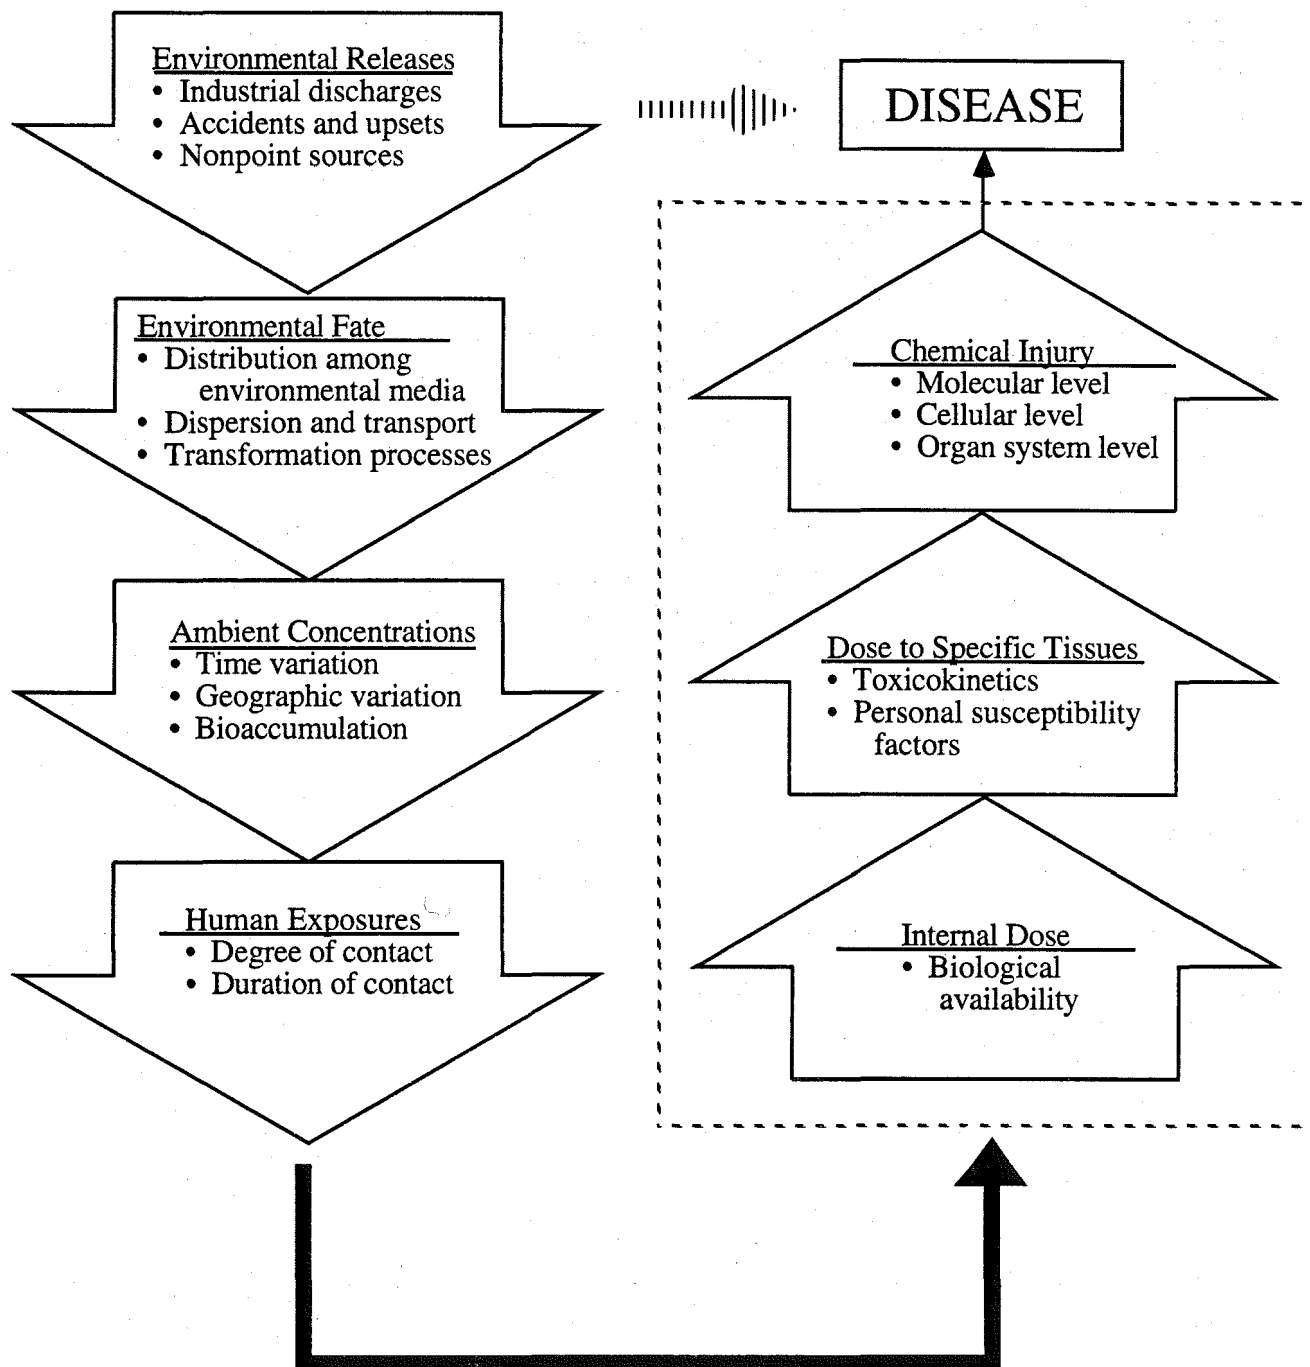 Environmental Releases
• Industrial discharges
• Accidents and upsets
• Nonpoint sources
Environmental Fate
• Distribution among
environmental media
• Dispersion and transport
• Transformation processes
Ambient Concentrations
• Time variation
• Geographic variation
• Bioaccumulation
Human Exposures
• Degree of contact
• Duration of contact
DISEASE
Chemical Injury
• Molecular level
• Cellular level
• Organ system level
Dose to Specific Tissues
• Toxicokinetics
• Personal susceptibility
factors
Internal Dose
• Biological
availability